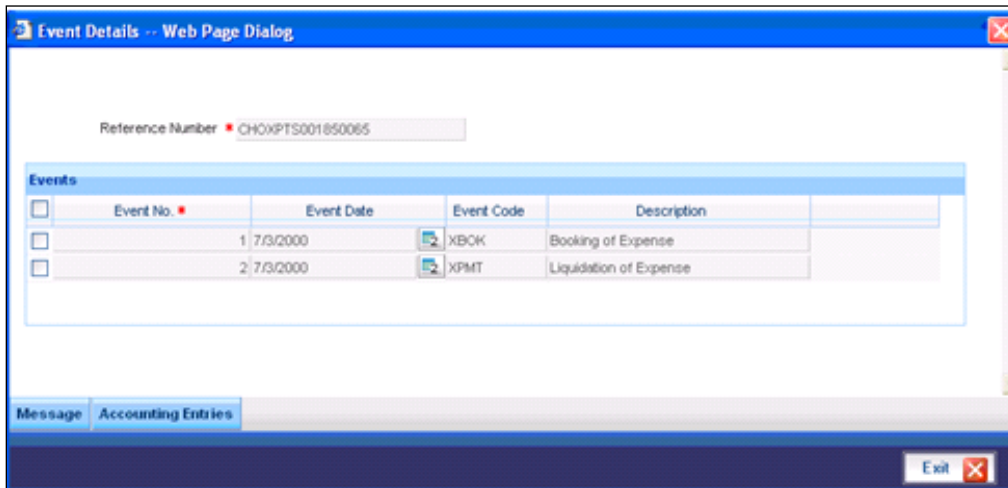 Event Details -- Web Page Dialog
Reference Number * CHOXPTS001850065
Events
Event No. * Event Date Event Code Description
1 7/3/2000 XBOK Booking of Expense
2 7/3/2000 XPMT Liquidation of Expense
Message Accounting Entries
Exit